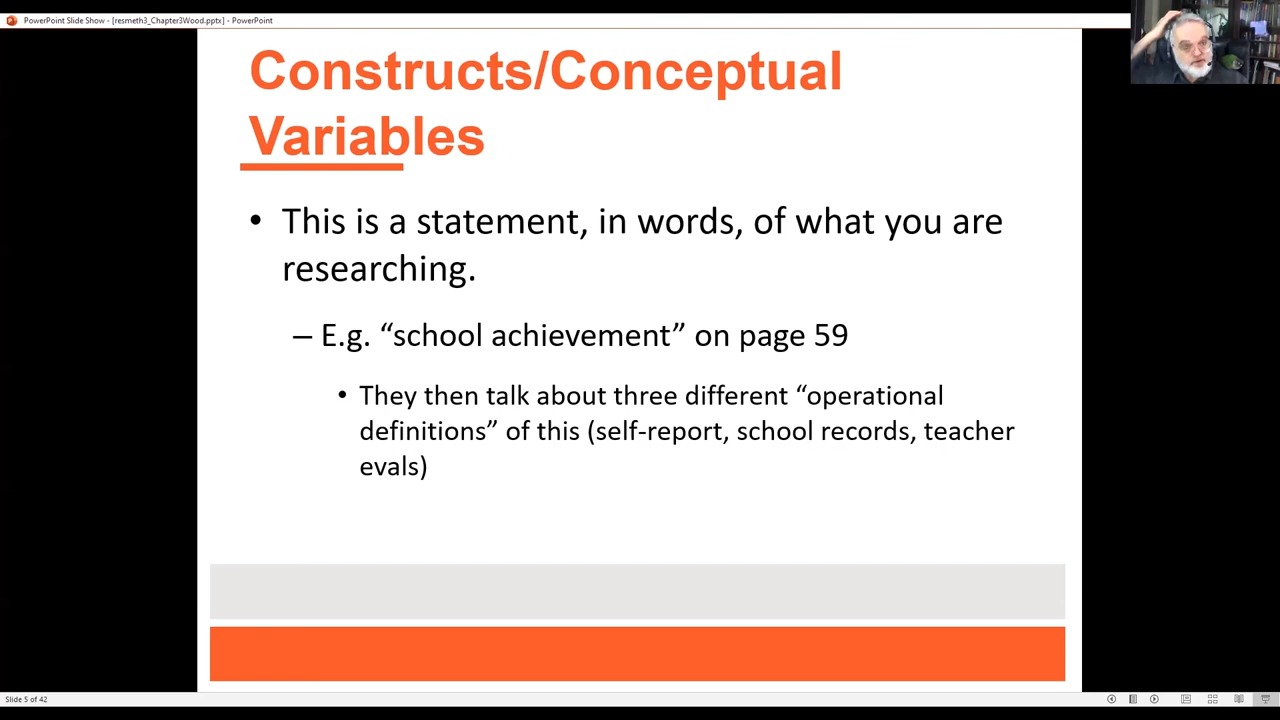 PowerPoint Slide Show - [resmeth3_Chapter3Wood.pptx] - PowerPoint
Constructs/Conceptual
Variables
• This is a statement, in words, of what you are
researching.
– E.g. “school achievement” on page 59
• They then talk about three different “operational
definitions” of this (self-report, school records, teacher
evals)
Slide 5 of 42